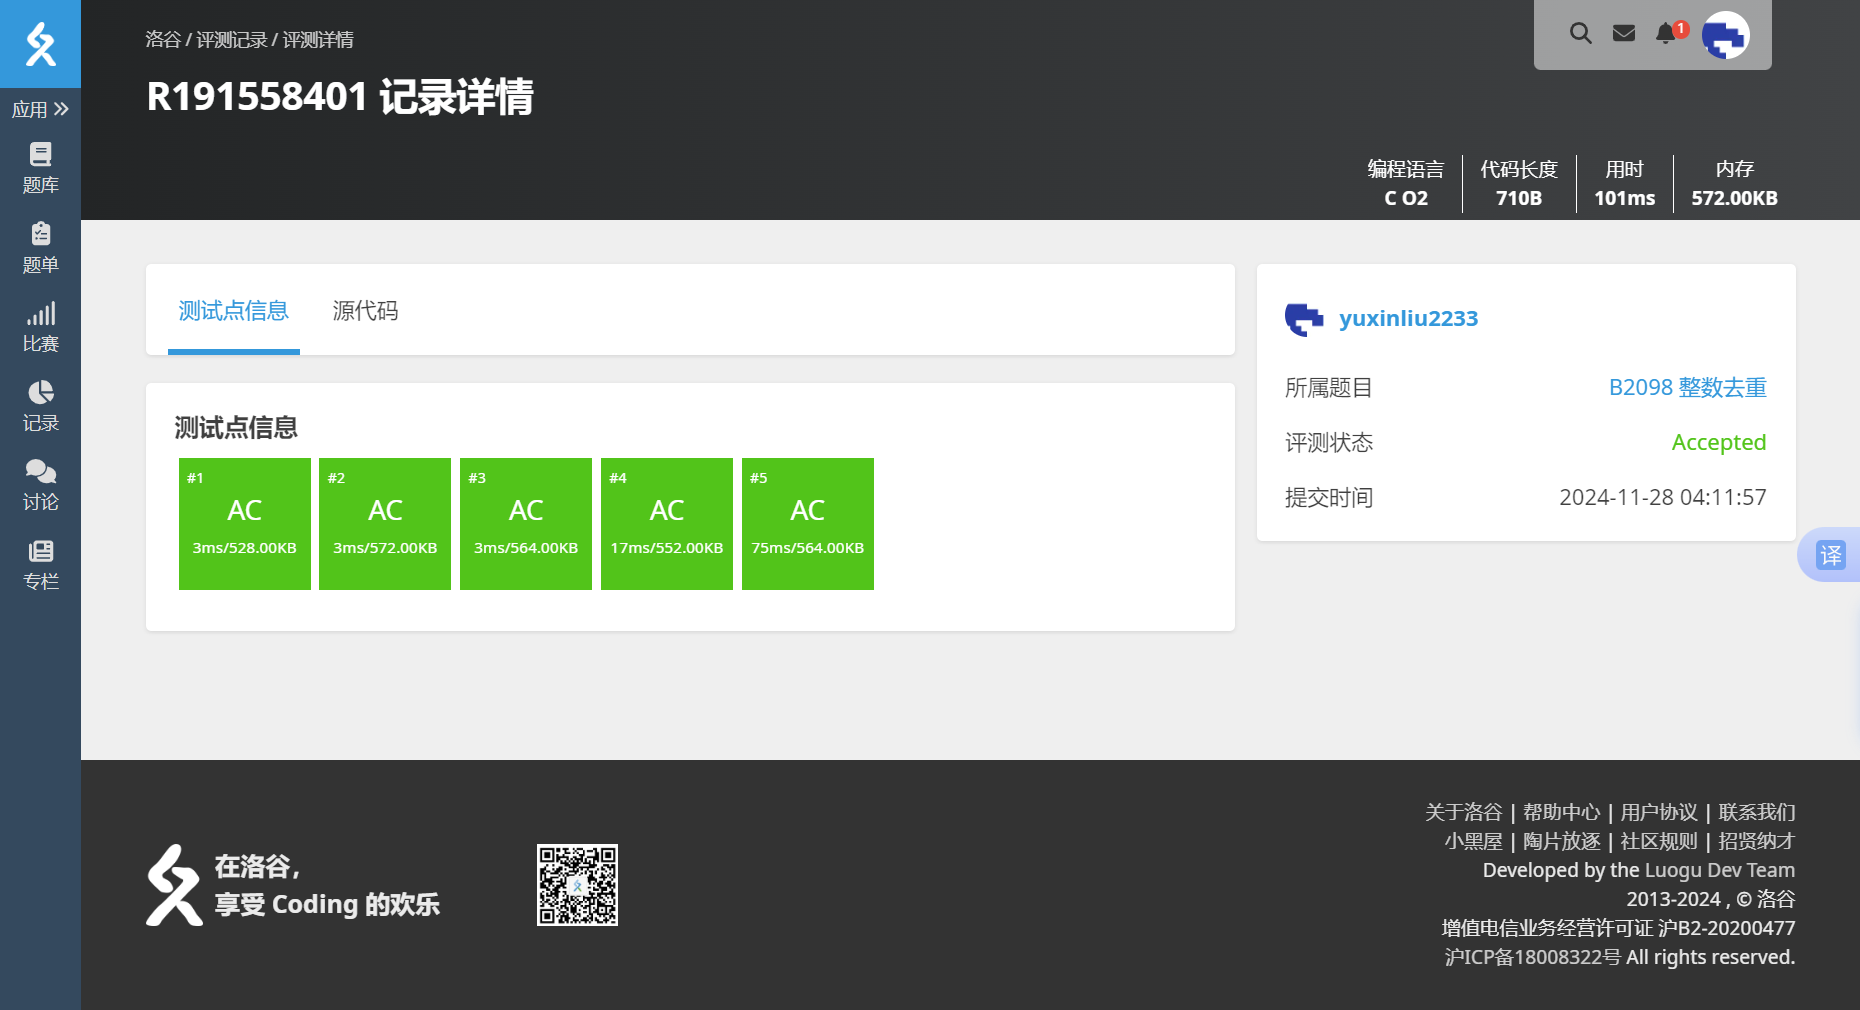 洛谷 / 评测记录 / 评测详情
1
R191558401 记录详情
编程语言
C O2
代码长度
710B
用时
101ms
内存
572.00KB
应用
题库
题单
比赛
记录
讨论
专栏
测试点信息
源代码
测试点信息
#1
AC
3ms/528.00KB
#2
AC
3ms/572.00KB
#3
AC
3ms/564.00KB
#4
AC
17ms/552.00KB
#5
AC
75ms/564.00KB
yuxinliu2233
所属题目
B2098 整数去重
评测状态
Accepted
提交时间
2024-11-28 04:11:57
译
在洛谷，
享受 Coding 的欢乐
关于洛谷 | 帮助中心 | 用户协议 | 联系我们
小黑屋 | 陶片放逐 | 社区规则 | 招贤纳才
Developed by the Luogu Dev Team
2013-2024 , © 洛谷
增值电信业务经营许可证 沪B2-20200477
沪ICP备18008322号 All rights reserved.